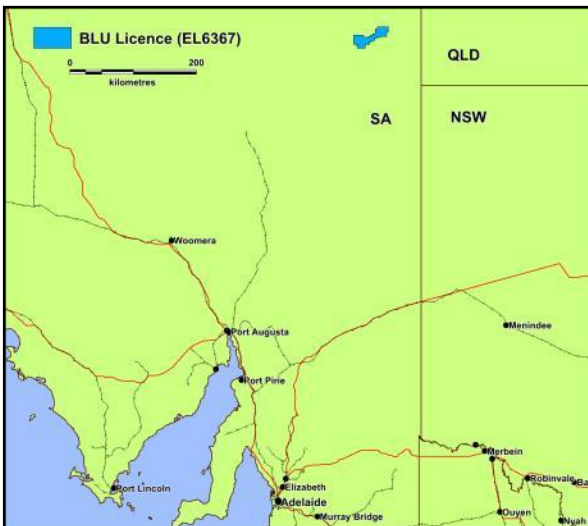 BLU Licence (EL6367)
0 200
kilometres
QLD
SA
NSW
Woomera
Port Augusta
Menindee
Port Pirie
Merbein
Robinvale
Elizabeth
Port Lincoln
Adelaide
Murray Bridge
Ouyen